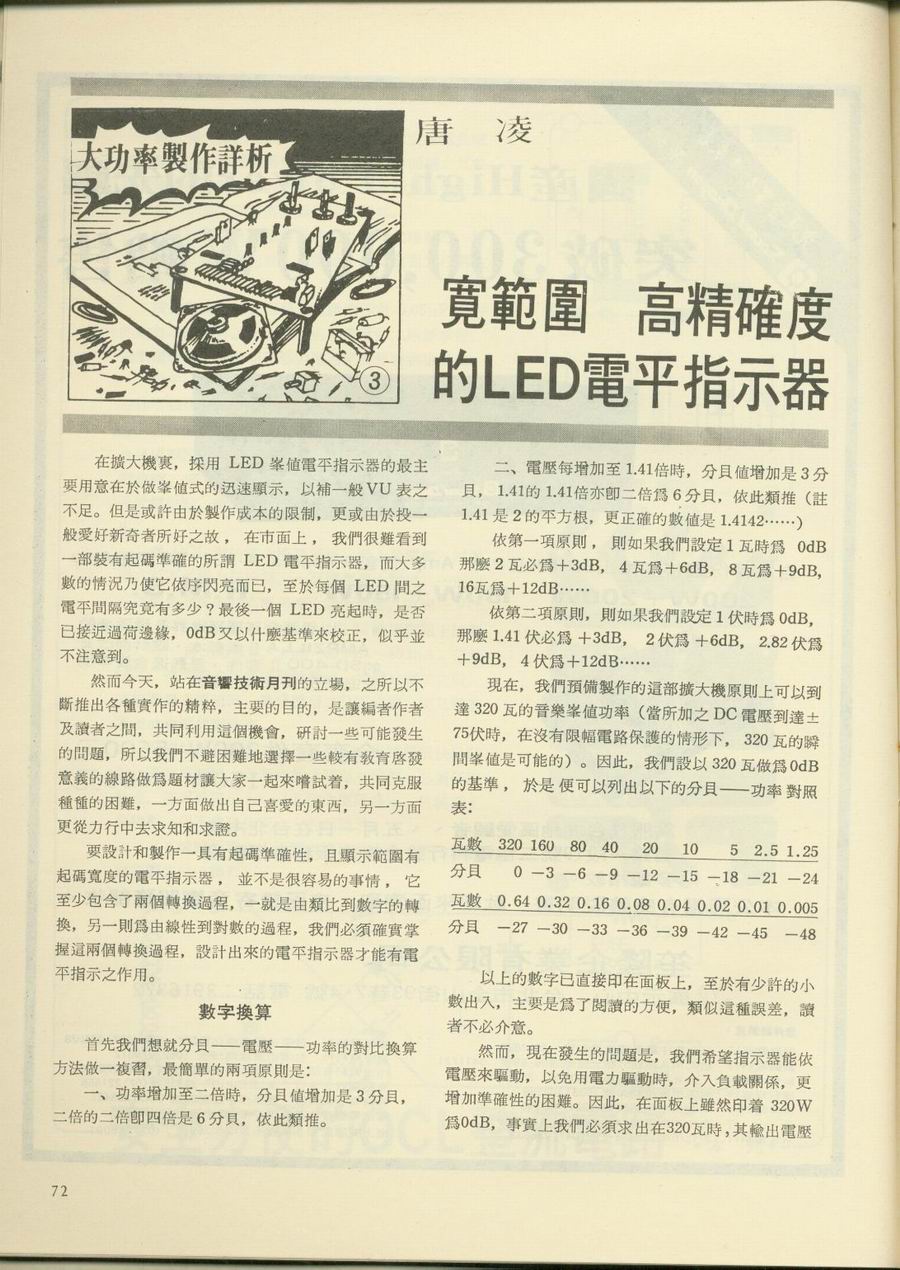 唐 凌
大功率製作詳析
③
寬範圍 高精確度
的LED電平指示器
在擴大機裏，採用 LED 峯値電平指示器的最主
要用意在於做峯値式的迅速顯示，以補一般VU表之
不足。但是或許由於製作成本的限制，更或由於投一
般愛好新奇者所好之故，在市面上，我們很難看到
一部裝有起碼準確的所謂 LED 電平指示器，而大多
數的情況乃使它依序閃亮而已，至於每個 LED 間之
電平間隔究竟有多少？最後一個 LED 亮起時，是否
已接近過荷邊緣，0dB又以什麼基準來校正，似乎並
不注意到。
然而今天，站在音響技術月刊的立場，之所以不
斷推出各種實作的精粹，主要的目的，是讓編者作者
及讀者之間，共同利用這個機會，硏討一些可能發生
的問題，所以我們不避困難地選擇一些較有敎育啓發
意義的線路做爲題材讓大家一起來嚐試着，共同克服
種種的困難，一方面做出自己喜愛的東西，另一方面
更從力行中去求知和求證。
要設計和製作一具有起碼準確性，且顯示範圍有
起碼寬度的電平指示器，並不是很容易的事情，它
至少包含了兩個轉換過程，一就是由類比到數字的轉
換，另一則爲由線性到對數的過程，我們必須確實掌
握這兩個轉換過程，設計出來的電平指示器才能有電
平指示之作用。
數字換算
首先我們想就分貝——電壓——功率的對比換算
方法做一複習，最簡單的兩項原則是：
一、功率增加至二倍時，分貝値增加是3分貝，
二倍的二倍卽四倍是6分貝，依此類推。
二、電壓每增加至1.41倍時，分貝値增加是3分
貝，1.41的1.41倍亦卽二倍爲6分貝，依此類推（註
1.41是2的平方根，更正確的數値是1.4142……）
依第一項原則，則如果我們設定1瓦時爲 0dB
那麼2瓦必爲＋3dB， 4瓦爲＋6dB， 8瓦爲＋9dB，
16瓦爲＋12dB……
依第二項原則，則如果我們設定1伏時爲0dB，
那麼1.41伏必爲＋3dB， 2伏爲＋6dB， 2.82伏爲
＋9dB， 4伏爲＋12dB……
現在，我們預備製作的這部擴大機原則上可以到
達320瓦的音樂峯値功率（當所加之DC電壓到達±
75伏時，在沒有限幅電路保護的情形下，320瓦的瞬
間峯値是可能的）。因此，我們設以320瓦做爲0dB
的基準，於是便可以列出以下的分貝——功率對照
表：
瓦數 320 160 80 40 20 10 5 2.5 1.25
分貝 0 －3 －6 －9 －12 －15 －18 －21 －24
瓦數 0.64 0.32 0.16 0.08 0.04 0.02 0.01 0.005
分貝 －27 －30 －33 －36 －39 －42 －45 －48
以上的數字已直接印在面板上，至於有少許的小
數出入，主要是爲了閱讀的方便，類似這種誤差，讀
者不必介意。
然而，現在發生的問題是，我們希望指示器能依
電壓來驅動，以免用電力驅動時，介入負載關係，更
增加準確性的困難。因此，在面板上雖然印着 320W
爲0dB，事實上我們必須求出在320瓦時，其輸出電壓
72